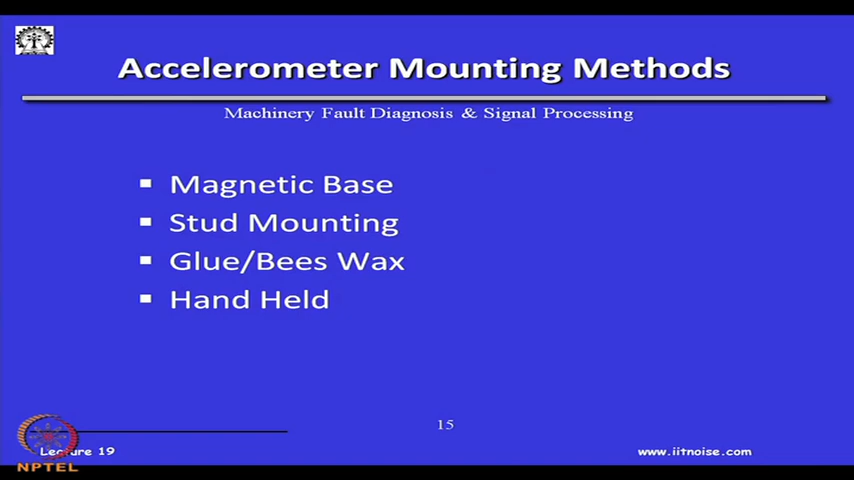 Accelerometer Mounting Methods
Machinery Fault Diagnosis & Signal Processing
Magnetic Base
Stud Mounting
Glue/Bees Wax
Hand Held
15
Lecture 19
www.iitnoise.com
NPTEL